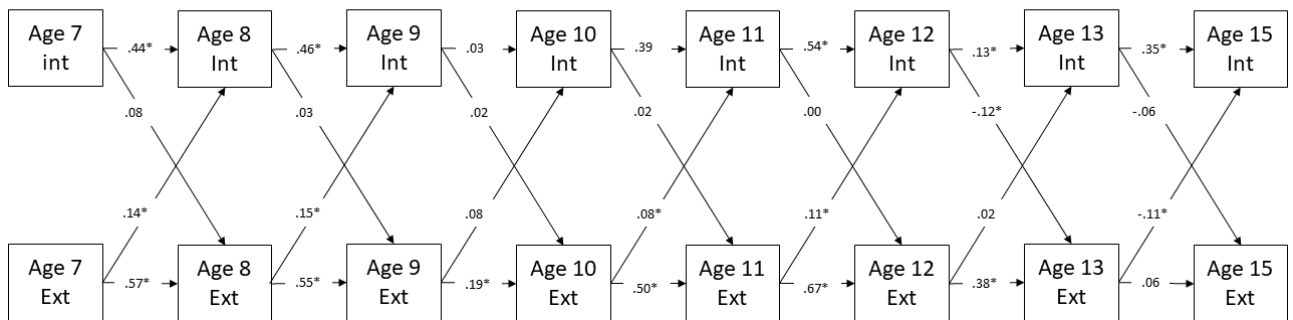 Age 7
int
.44*
Age 8
Int
.46*
Age 9
Int
.03
Age 10
Int
.39
Age 11
Int
.54*
Age 12
Int
.13*
Age 13
Int
.35*
Age 15
Int
.08
.03
.02
.02
.00
-.12*
-.06
.14*
.15*
.08
.08*
.11*
.02
-.11*
Age 7
Ext
.57*
Age 8
Ext
.55*
Age 9
Ext
.19*
Age 10
Ext
.50*
Age 11
Ext
.67*
Age 12
Ext
.38*
Age 13
Ext
.06
Age 15
Ext